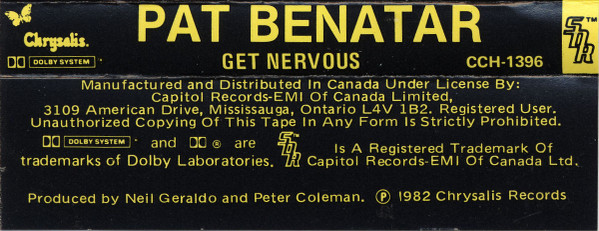 PAT BENATAR
Chrysalis.
DOLBY SYSTEM
GET NERVOUS
CCH-1396
SDR™
Manufactured and Distributed In Canada Under License By:
Capitol Records-EMI Of Canada Limited,
3109 American Drive, Mississauga, Ontario L4V 1B2. Registered User.
Unauthorized Copying Of This Tape In Any Form Is Strictly Prohibited.
DOLBY SYSTEM and ® are SDR Is A Registered Trademark Of
trademarks of Dolby Laboratories. Capitol Records-EMI Of Canada Ltd.
Produced by Neil Geraldo and Peter Coleman. ℗ 1982 Chrysalis Records